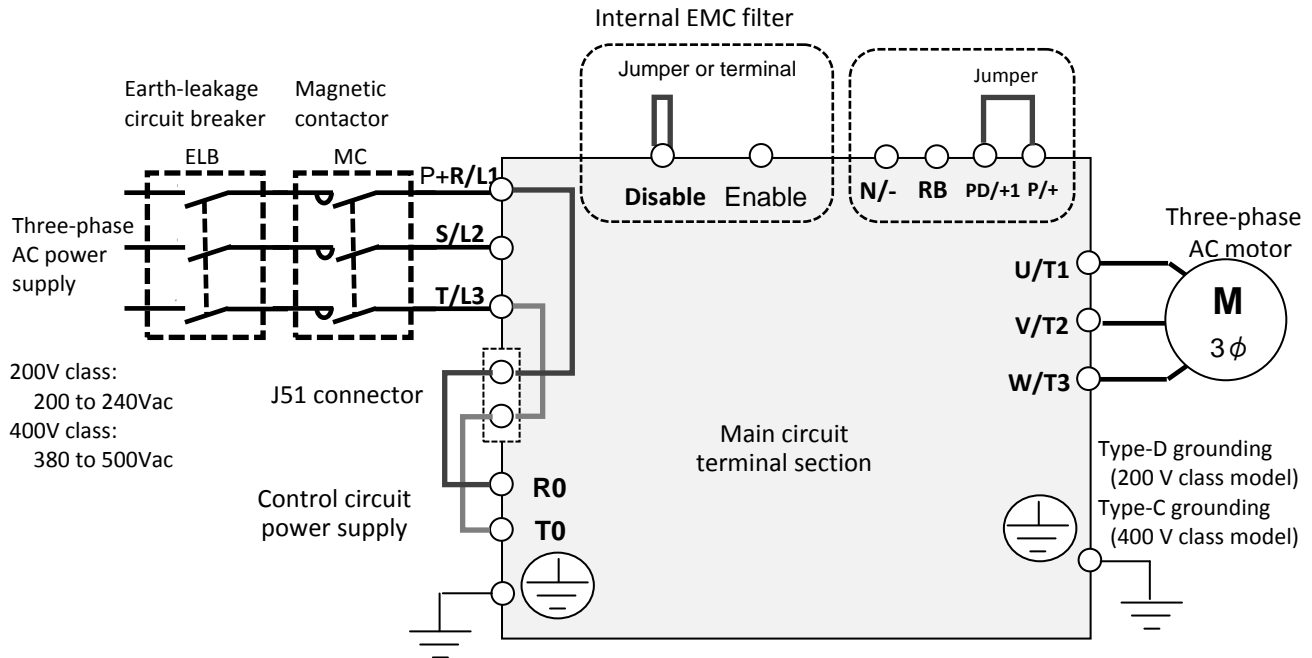 Internal EMC filter
Jumper or terminal
Jumper
Earth-leakage
circuit breaker
Magnetic
contactor
ELB
MC
P+R/L1
Disable
Enable
N/-
RB
PD/+1
P/+
Three-phase
AC power
supply
S/L2
T/L3
Three-phase
AC motor
U/T1
V/T2
W/T3
M
3ϕ
200V class:
200 to 240Vac
400V class:
380 to 500Vac
J51 connector
Main circuit
terminal section
Control circuit
power supply
R0
T0
Type-D grounding
(200 V class model)
Type-C grounding
(400 V class model)